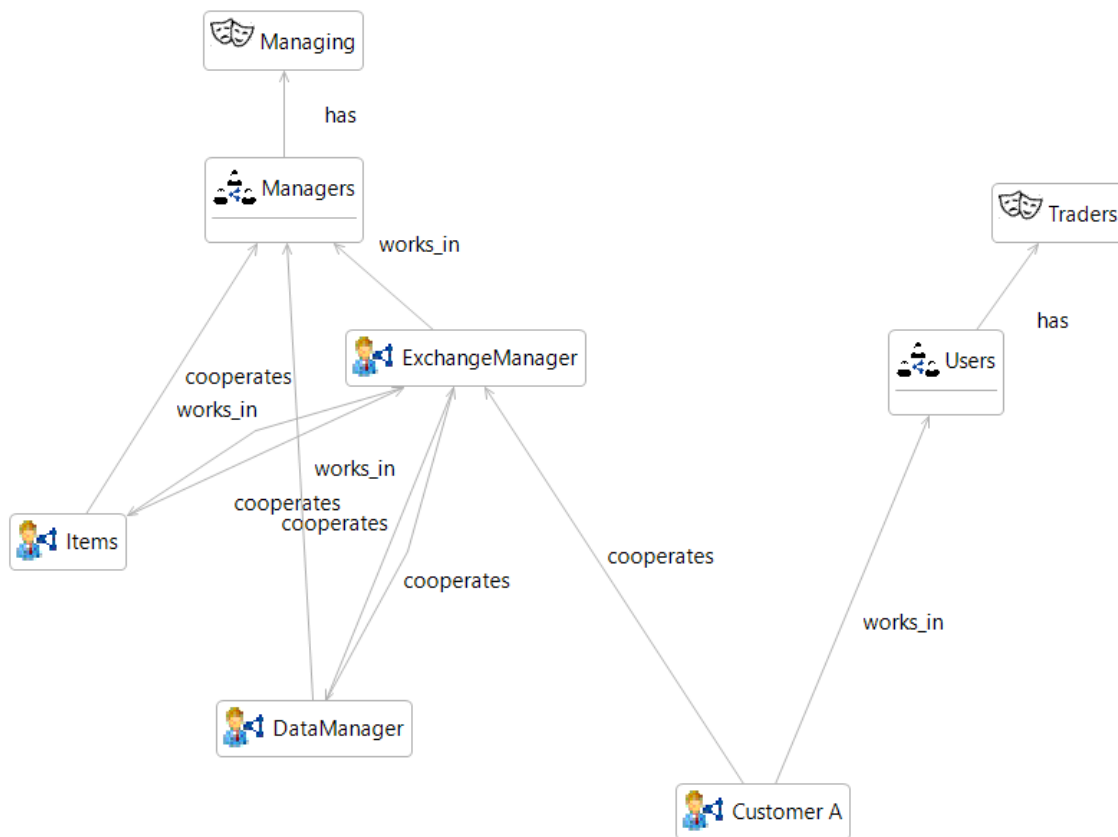 Managing
has
Managers
Traders
works_in
has
ExchangeManager
Users
cooperates
works_in
works_in
cooperates
cooperates
Items
cooperates
cooperates
works_in
DataManager
Customer A